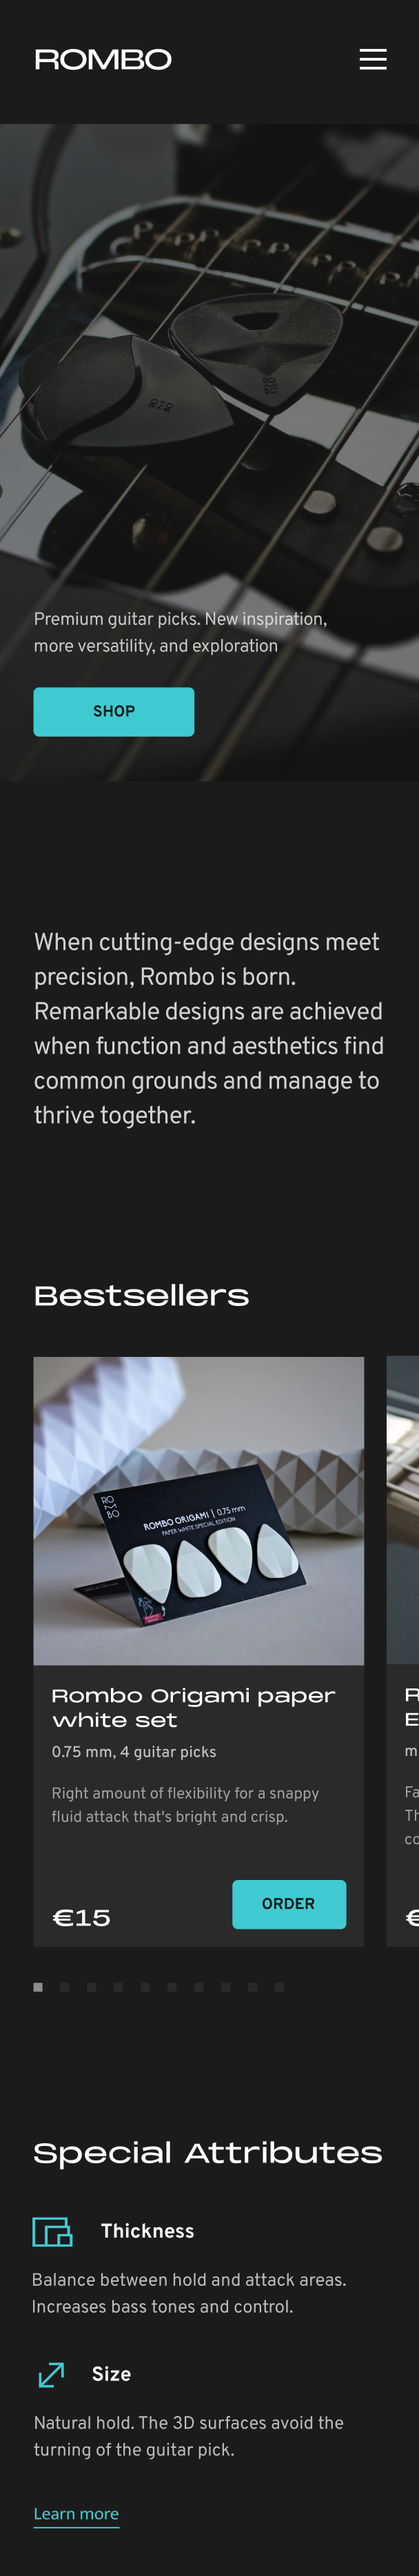 ROMBO
Premium guitar picks. New inspiration,
more versatility, and exploration
SHOP
When cutting-edge designs meet
precision, Rombo is born.
Remarkable designs are achieved
when function and aesthetics find
common grounds and manage to
thrive together.
Bestsellers
RO
MBO
ROMBO ORIGAMI | 0.75 mm
PAPER WHITE SPECIAL EDITION
Rombo Origami paper
white set
0.75 mm, 4 guitar picks
Right amount of flexibility for a snappy
fluid attack that's bright and crisp.
€15
ORDER
Special Attributes
Thickness
Balance between hold and attack areas.
Increases bass tones and control.
Size
Natural hold. The 3D surfaces avoid the
turning of the guitar pick.
Learn more